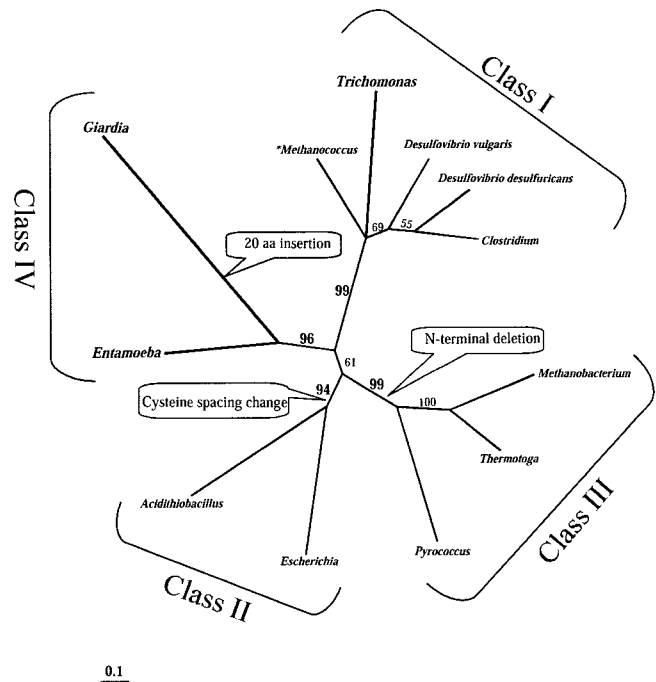 Class I
Trichomonas
Giardia
*Methanococcus
Desulfovibrio vulgaris
Desulfovibrio desulfuricans
69
55
Clostridium
Class IV
20 aa insertion
99
96
Entamoeba
N-terminal deletion
61
94
99
Cysteine spacing change
Methanobacterium
100
Thermotoga
Acidithiobacillus
Class III
Escherichia
Pyrococcus
Class II
0.1